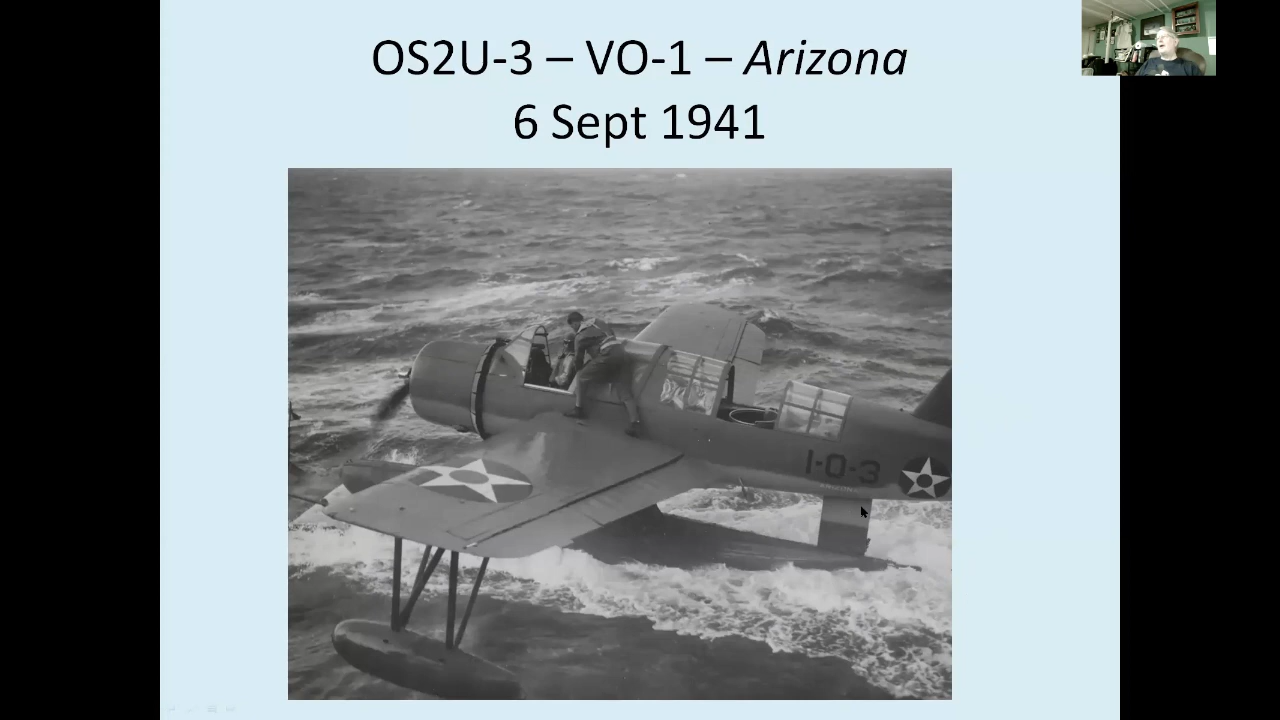 OS2U-3 – VO-1 – Arizona
6 Sept 1941
1-O-3